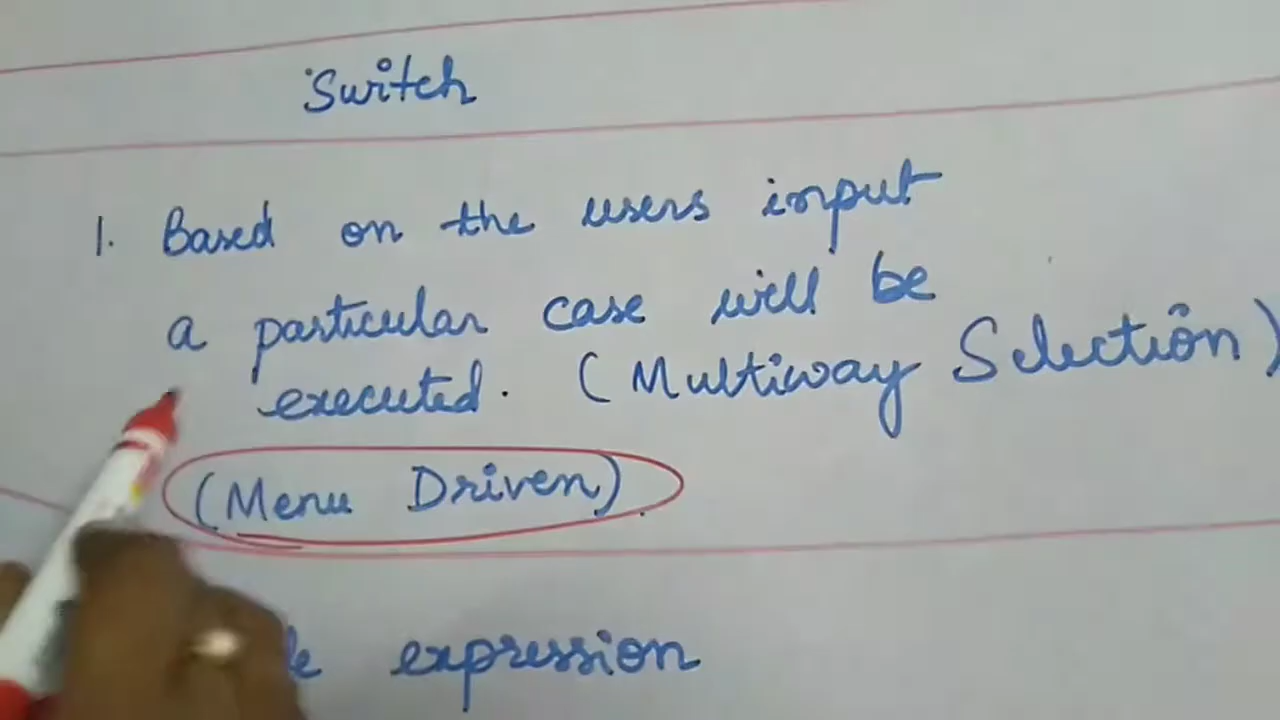 Switch
1. Based on the users input
a particular case will be
executed. (Multiway Selection)
(Menu Driven).
expression